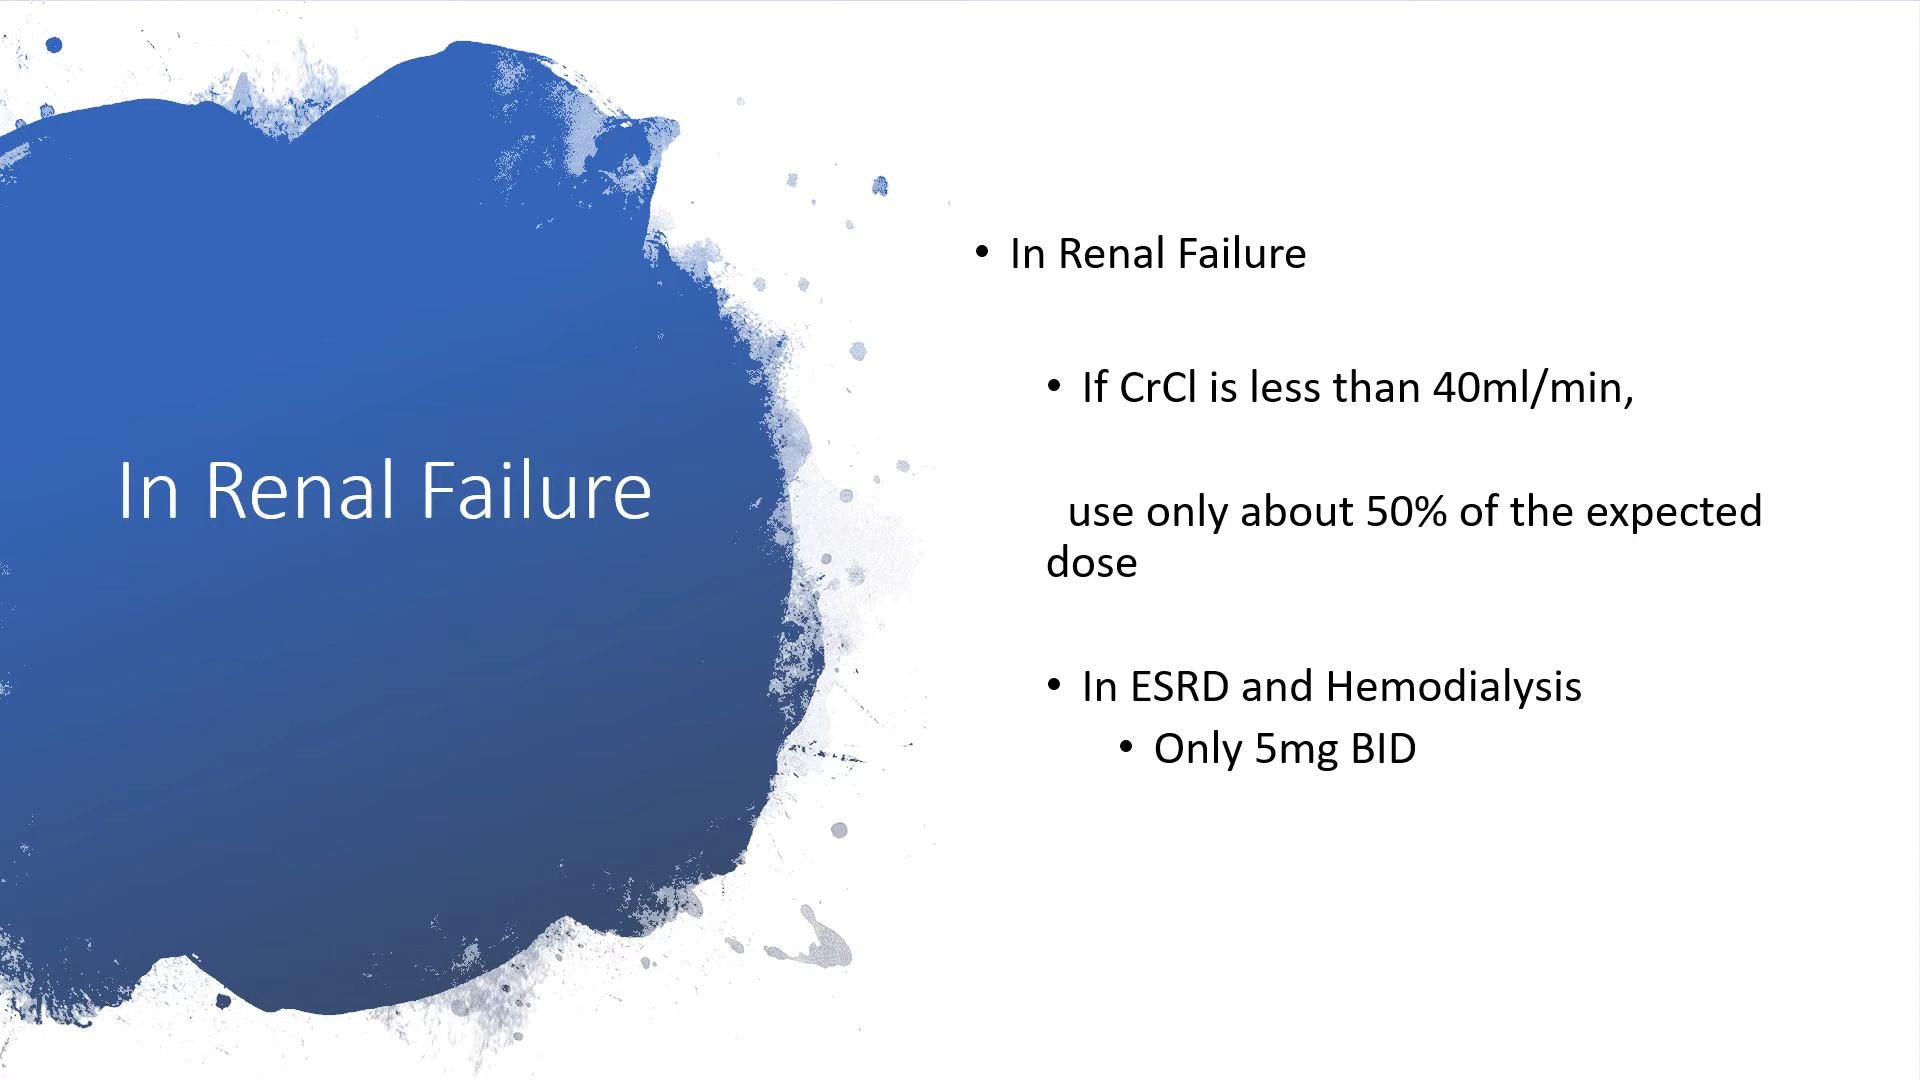 In Renal Failure
• In Renal Failure
• If CrCl is less than 40ml/min,
use only about 50% of the expected
dose
• In ESRD and Hemodialysis
• Only 5mg BID